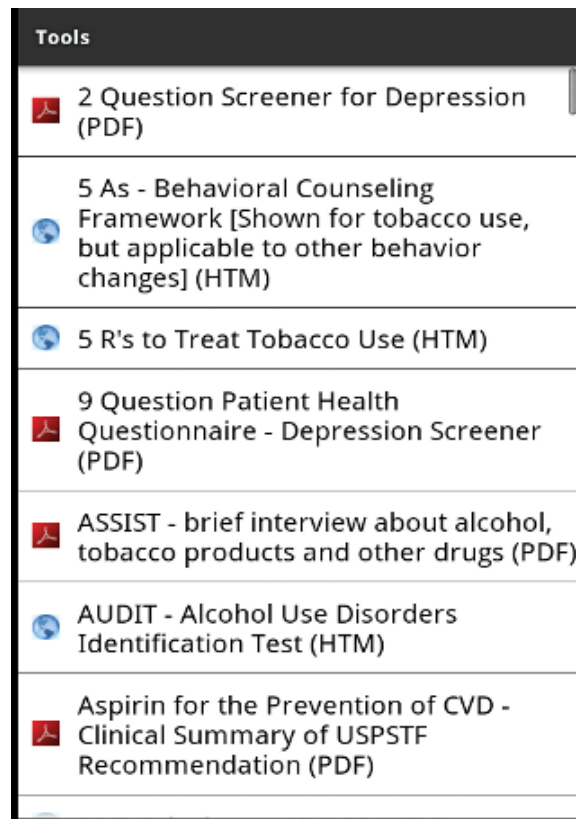 Tools
2 Question Screener for Depression
(PDF)
5 As - Behavioral Counseling
Framework [Shown for tobacco use,
but applicable to other behavior
changes] (HTM)
5 R's to Treat Tobacco Use (HTM)
9 Question Patient Health
Questionnaire - Depression Screener
(PDF)
ASSIST - brief interview about alcohol,
tobacco products and other drugs (PDF)
AUDIT - Alcohol Use Disorders
Identification Test (HTM)
Aspirin for the Prevention of CVD -
Clinical Summary of USPSTF
Recommendation (PDF)